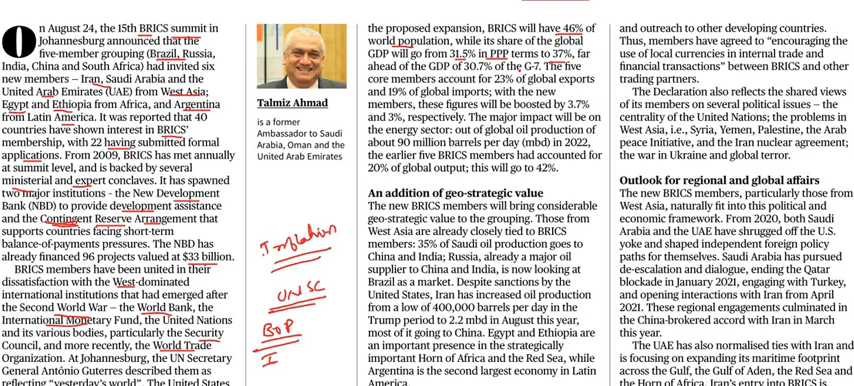 On August 24, the 15th BRICS summit in
Johannesburg announced that the
five-member grouping (Brazil, Russia,
India, China and South Africa) had invited six
new members — Iran, Saudi Arabia and the
United Arab Emirates (UAE) from West Asia;
Egypt and Ethiopia from Africa, and Argentina
from Latin America. It was reported that 40
countries have shown interest in BRICS'
membership, with 22 having submitted formal
applications. From 2009, BRICS has met annually
at summit level, and is backed by several
ministerial and expert conclaves. It has spawned
two major institutions - the New Development
Bank (NBD) to provide development assistance
and the Contingent Reserve Arrangement that
supports countries facing short-term
balance-of-payments pressures. The NBD has
already financed 96 projects valued at $33 billion.
BRICS members have been united in their
dissatisfaction with the West-dominated
international institutions that had emerged after
the Second World War — the World Bank, the
International Monetary Fund, the United Nations
and its various bodies, particularly the Security
Council, and more recently, the World Trade
Organization. At Johannesburg, the UN Secretary
General António Guterres described them as
reflecting "yesterday's world". The United States
Talmiz Ahmad
is a former
Ambassador to Saudi
Arabia, Oman and the
United Arab Emirates
Inflation
UNSC
BOP
I
the proposed expansion, BRICS will have 46% of
world population, while its share of the global
GDP will go from 31.5% in PPP terms to 37%, far
ahead of the GDP of 30.7% of the G-7. The five
core members account for 23% of global exports
and 19% of global imports; with the new
members, these figures will be boosted by 3.7%
and 3%, respectively. The major impact will be on
the energy sector: out of global oil production of
about 90 million barrels per day (mbd) in 2022,
the earlier five BRICS members had accounted for
20% of global output; this will go to 42%.
An addition of geo-strategic value
The new BRICS members will bring considerable
geo-strategic value to the grouping. Those from
West Asia are already closely tied to BRICS
members: 35% of Saudi oil production goes to
China and India; Russia, already a major oil
supplier to China and India, is now looking at
Brazil as a market. Despite sanctions by the
United States, Iran has increased oil production
from a low of 400,000 barrels per day in the
Trump period to 2.2 mbd in August this year,
most of it going to China. Egypt and Ethiopia are
an important presence in the strategically
important Horn of Africa and the Red Sea, while
Argentina is the second largest economy in Latin
America.
and outreach to other developing countries.
Thus, members have agreed to "encouraging the
use of local currencies in internal trade and
financial transactions" between BRICS and other
trading partners.
The Declaration also reflects the shared views
of its members on several political issues — the
centrality of the United Nations; the problems in
West Asia, i.e., Syria, Yemen, Palestine, the Arab
peace Initiative, and the Iran nuclear agreement;
the war in Ukraine and global terror.
Outlook for regional and global affairs
The new BRICS members, particularly those from
West Asia, naturally fit into this political and
economic framework. From 2020, both Saudi
Arabia and the UAE have shrugged off the U.S.
yoke and shaped independent foreign policy
paths for themselves. Saudi Arabia has pursued
de-escalation and dialogue, ending the Qatar
blockade in January 2021, engaging with Turkey,
and opening interactions with Iran from April
2021. These regional engagements culminated in
the China-brokered accord with Iran in March
this year.
The UAE has also normalised ties with Iran and
is focusing on expanding its maritime footprint
across the Gulf, the Gulf of Aden, the Red Sea and
the Horn of Africa. Iran's entry into BRICS is